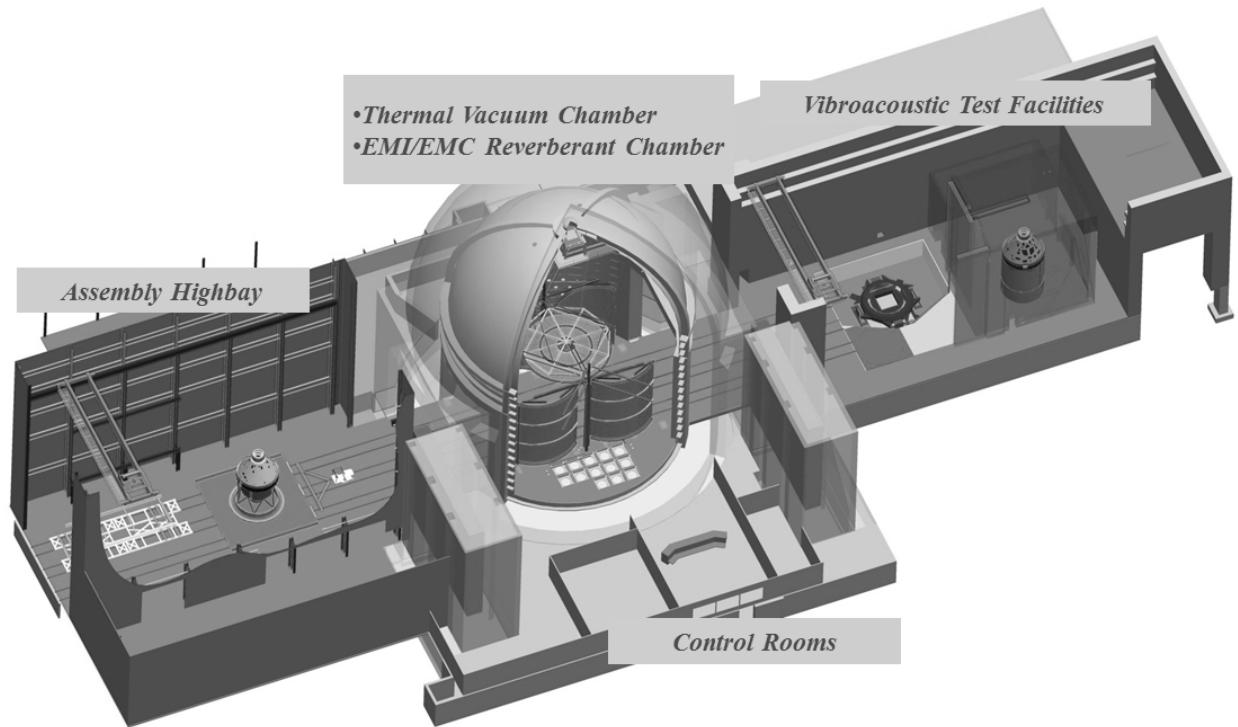 •Thermal Vacuum Chamber
•EMI/EMC Reverberant Chamber
Vibroacoustic Test Facilities
Assembly Highbay
Control Rooms